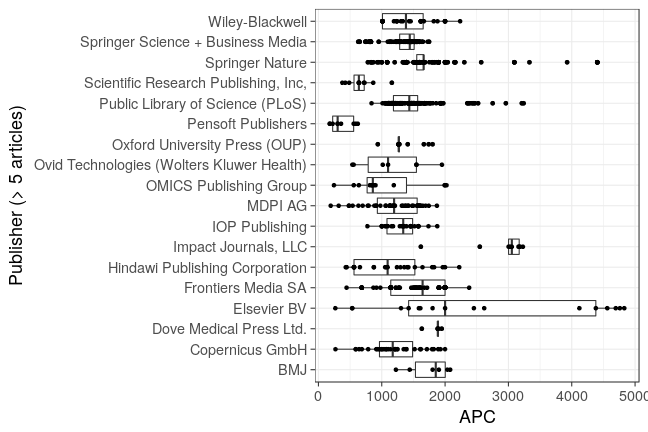 Publisher (> 5 articles)
Wiley-Blackwell
Springer Science + Business Media
Springer Nature
Scientific Research Publishing, Inc,
Public Library of Science (PLoS)
Pensoft Publishers
Oxford University Press (OUP)
Ovid Technologies (Wolters Kluwer Health)
OMICS Publishing Group
MDPI AG
IOP Publishing
Impact Journals, LLC
Hindawi Publishing Corporation
Frontiers Media SA
Elsevier BV
Dove Medical Press Ltd.
Copernicus GmbH
BMJ
0 1000 2000 3000 4000 5000
APC